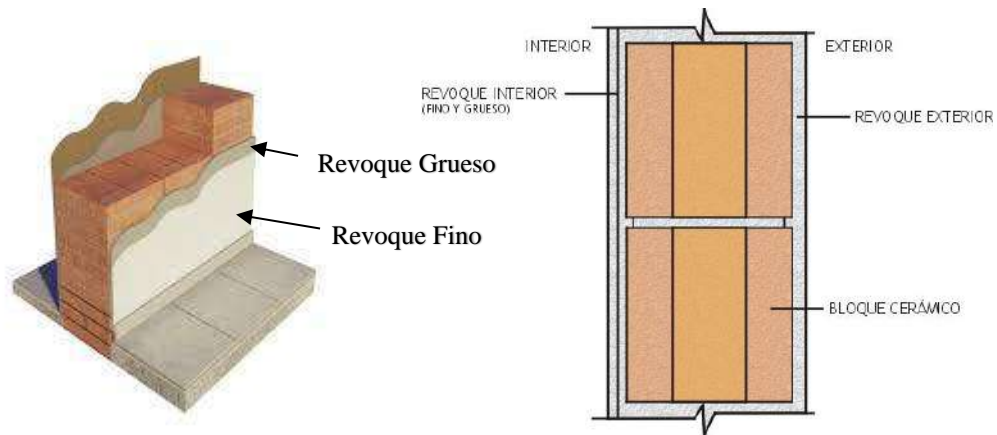 Revoque Grueso
Revoque Fino
INTERIOR
EXTERIOR
REVOQUE INTERIOR
(FINO Y GRUESO)
REVOQUE EXTERIOR
BLOQUE CERÁMICO